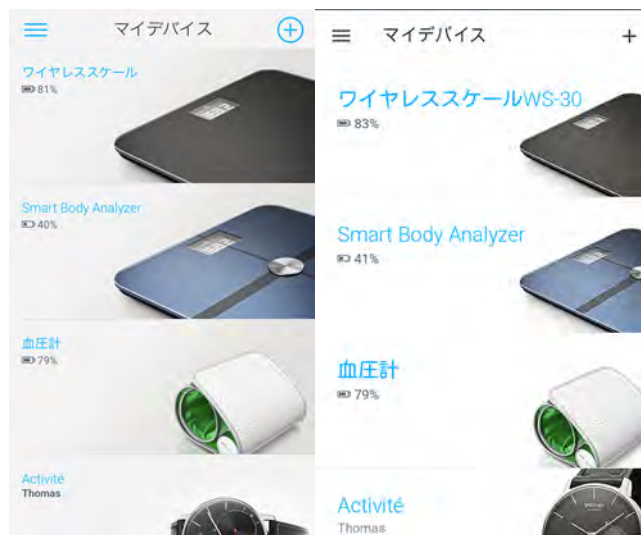 マイデバイス
ワイヤレススケール
81%
Smart Body Analyzer
40%
血圧計
79%
Activité
Thomas
マイデバイス
ワイヤレススケールWS-30
83%
Smart Body Analyzer
41%
血圧計
79%
Activité
Thomas